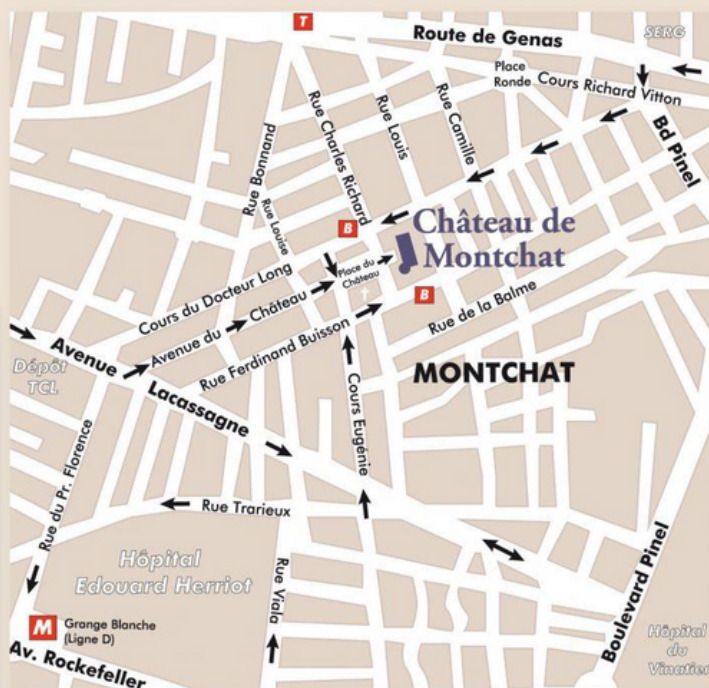 T
Route de Genas
SERG
Place
Ronde
Cours Richard Vitton
Rue Charles Richard
Rue Louis
Rue Camille
Bd Pinel
Rue Bonnand
Rue Louise
B
Château de
Montchat
Place du
Château
Cours du Docteur Long
Avenue du Château
B
Rue de la Balme
Rue Ferdinand Buisson
MONTCHAT
Avenue Lacassagne
Dépôt
TCL
Cours Eugénie
Rue du Pr. Florence
Rue Trarieux
Hôpital
Edouard Herriot
Rue Viala
Boulevard Pinel
M
Grange Blanche
(Ligne D)
Av. Rockefeller
Hôpital
du
Vinatier